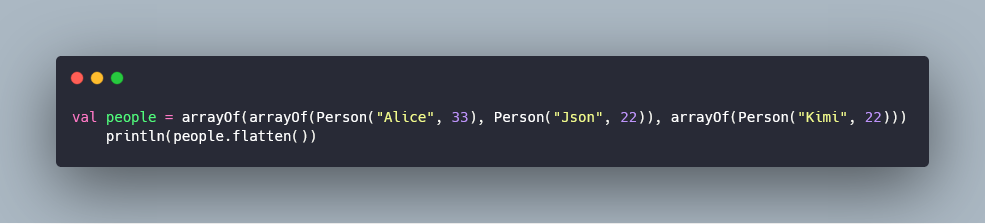 val people = arrayOf(arrayOf(Person("Alice", 33), Person("Json", 22)), arrayOf(Person("Kimi", 22)))
    println(people.flatten())